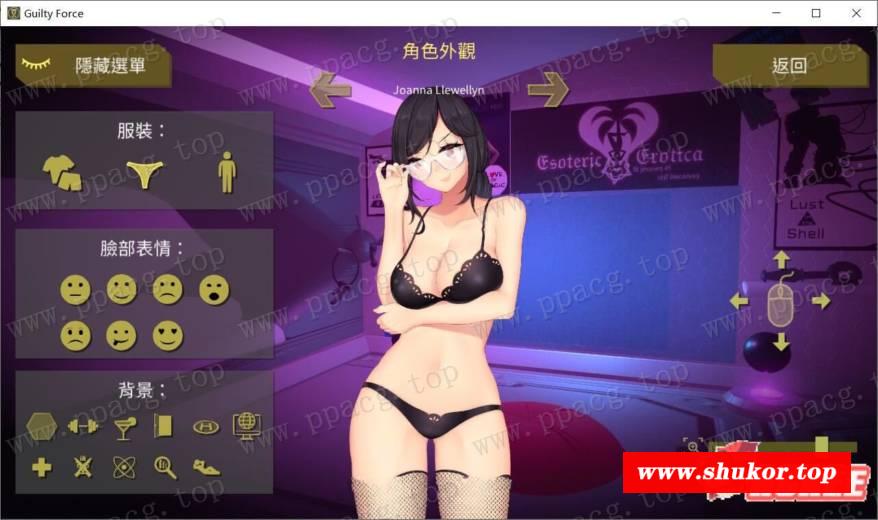 Guilty Force
隱藏選單
角色外觀
返回
Joanna Llewellyn
服裝：
臉部表情：
背景：
Esoteric Erotica
Lust
Shell
www.ppacg.top
www.shukor.top